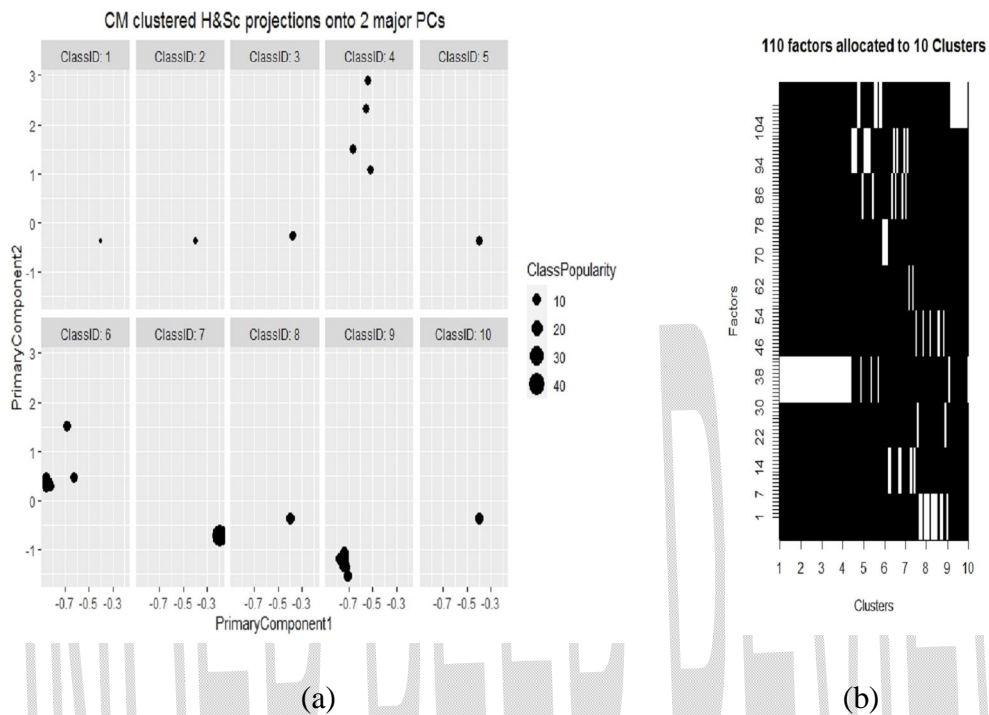 CM clustered H&Sc projections onto 2 major PCs
ClassID: 1 ClassID: 2 ClassID: 3 ClassID: 4 ClassID: 5
3
2
1
0
-1
ClassID: 6 ClassID: 7 ClassID: 8 ClassID: 9 ClassID: 10
3
2
1
0
-1
PrimaryComponent2
-0.7 -0.5 -0.3 -0.7 -0.5 -0.3 -0.7 -0.5 -0.3 -0.7 -0.5 -0.3 -0.7 -0.5 -0.3
PrimaryComponent1
ClassPopularity
10
20
30
40
(a)
110 factors allocated to 10 Clusters
104
94
86
78
70
62
54
46
38
30
22
14
7
1
Factors
1 2 3 4 5 6 7 8 9 10
Clusters
(b)